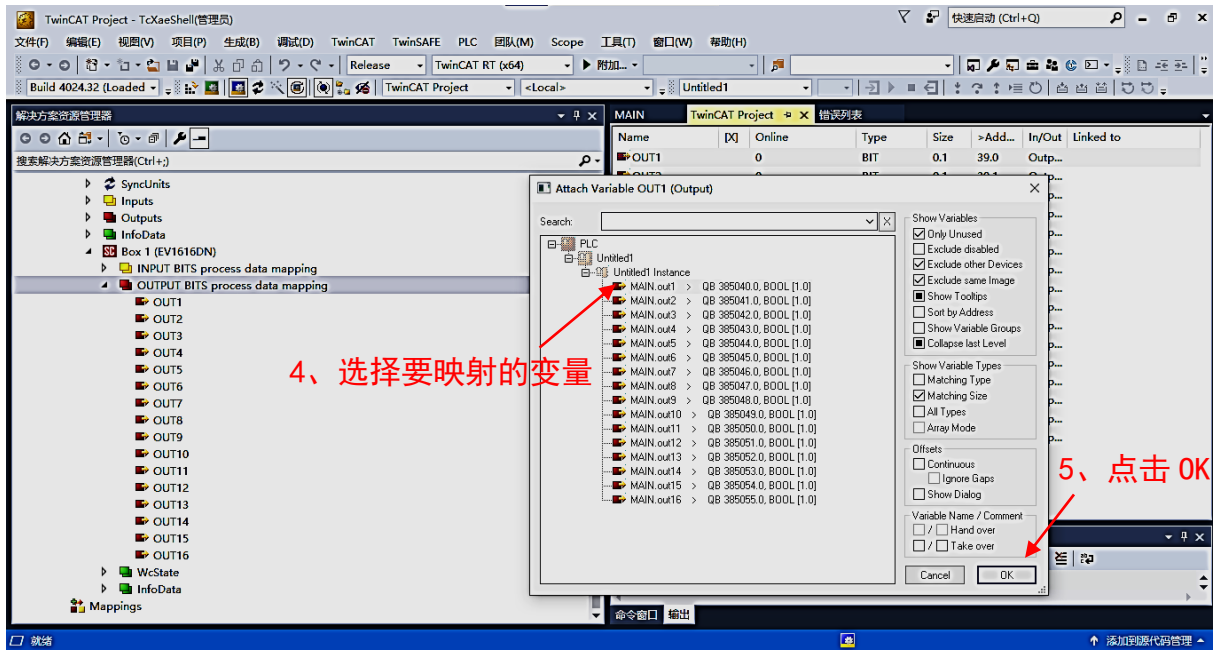 TwinCAT Project - TcXaeShell(管理员)
快速启动 (Ctrl+Q)
文件(F) 编辑(E) 视图(V) 项目(P) 生成(B) 调试(D) TwinCAT TwinSAFE PLC 团队(M) Scope 工具(T) 窗口(W) 帮助(H)
Release TwinCAT RT (x64) 附加...
Build 4024.32 (Loaded TwinCAT Project <Local> Untitled1
解决方案资源管理器
搜索解决方案资源管理器(Ctrl+;)
SyncUnits
Inputs
Outputs
InfoData
Box 1 (EV1616DN)
INPUT BITS process data mapping
OUTPUT BITS process data mapping
OUT1
OUT2
OUT3
OUT4
OUT5
OUT6
OUT7
OUT8
OUT9
OUT10
OUT11
OUT12
OUT13
OUT14
OUT15
OUT16
WcState
InfoData
Mappings
MAIN TwinCAT Project 错误列表
Name [X] Online Type Size >Add... In/Out Linked to
OUT1 0 BIT 0.1 39.0 Outp...
Attach Variable OUT1 (Output)
Search:
PLC
Untitled1
Untitled1 Instance
MAIN.out1 > QB 385040.0, BOOL [1.0]
MAIN.out2 > QB 385041.0, BOOL [1.0]
MAIN.out3 > QB 385042.0, BOOL [1.0]
MAIN.out4 > QB 385043.0, BOOL [1.0]
MAIN.out5 > QB 385044.0, BOOL [1.0]
MAIN.out6 > QB 385045.0, BOOL [1.0]
MAIN.out7 > QB 385046.0, BOOL [1.0]
MAIN.out8 > QB 385047.0, BOOL [1.0]
MAIN.out9 > QB 385048.0, BOOL [1.0]
MAIN.out10 > QB 385049.0, BOOL [1.0]
MAIN.out11 > QB 385050.0, BOOL [1.0]
MAIN.out12 > QB 385051.0, BOOL [1.0]
MAIN.out13 > QB 385052.0, BOOL [1.0]
MAIN.out14 > QB 385053.0, BOOL [1.0]
MAIN.out15 > QB 385054.0, BOOL [1.0]
MAIN.out16 > QB 385055.0, BOOL [1.0]
Show Variables
Only Unused
Exclude disabled
Exclude other Devices
Exclude same Image
Show Tooltips
Sort by Address
Show Variable Groups
Collapse last Level
Show Variable Types
Matching Type
Matching Size
All Types
Array Mode
Offsets
Continuous
Ignore Gaps
Show Dialog
Variable Name / Comment
/ Hand over
/ Take over
Cancel OK
4、选择要映射的变量
5、点击 OK
命令窗口 输出
就绪
添加到源代码管理